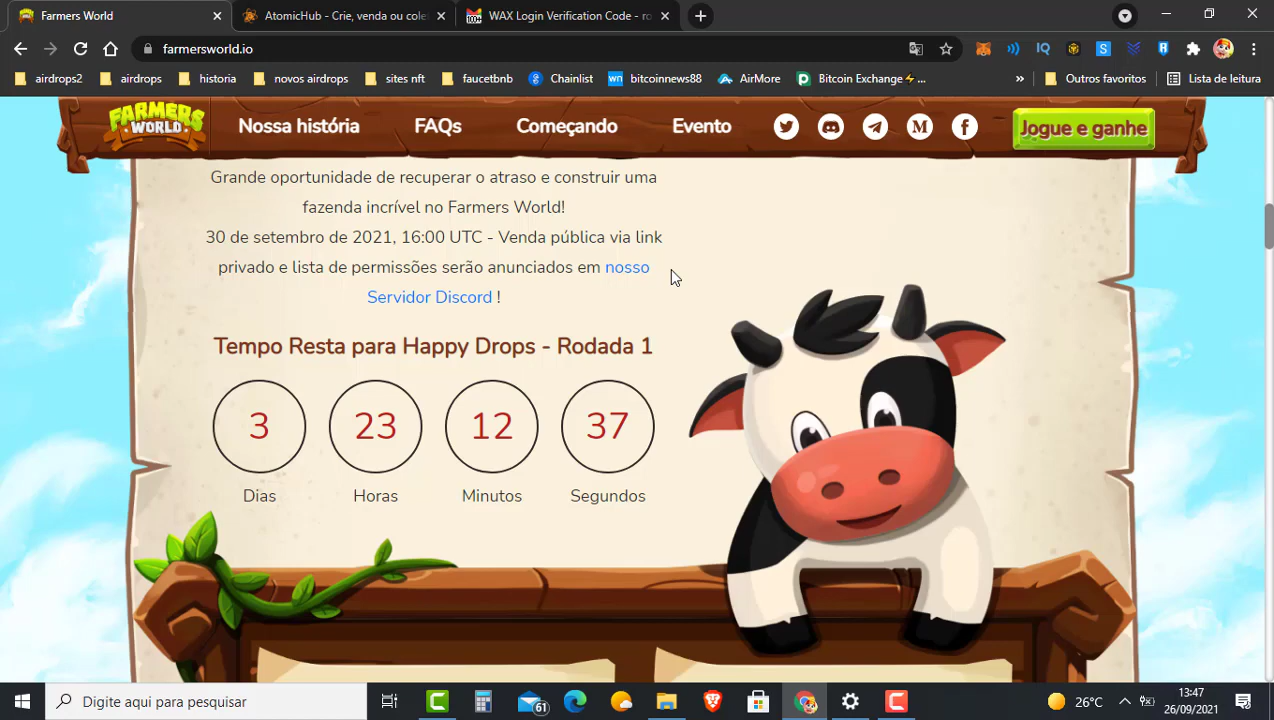 Farmers World
AtomicHub - Crie, venda ou cole
WAX Login Verification Code - ro
farmersworld.io
airdrops2
airdrops
historia
novos airdrops
sites nft
faucetbnb
Chainlist
bitcoinnews88
AirMore
Bitcoin Exchange⚡...
»
Outros favoritos
Lista de leitura
FARMERS
WORLD
Nossa história
FAQs
Começando
Evento
Jogue e ganhe
Grande oportunidade de recuperar o atraso e construir uma
fazenda incrível no Farmers World!
30 de setembro de 2021, 16:00 UTC - Venda pública via link
privado e lista de permissões serão anunciados em nosso
Servidor Discord !
Tempo Resta para Happy Drops - Rodada 1
3
23
12
37
Dias
Horas
Minutos
Segundos
Digite aqui para pesquisar
61
26°C
13:47
26/09/2021